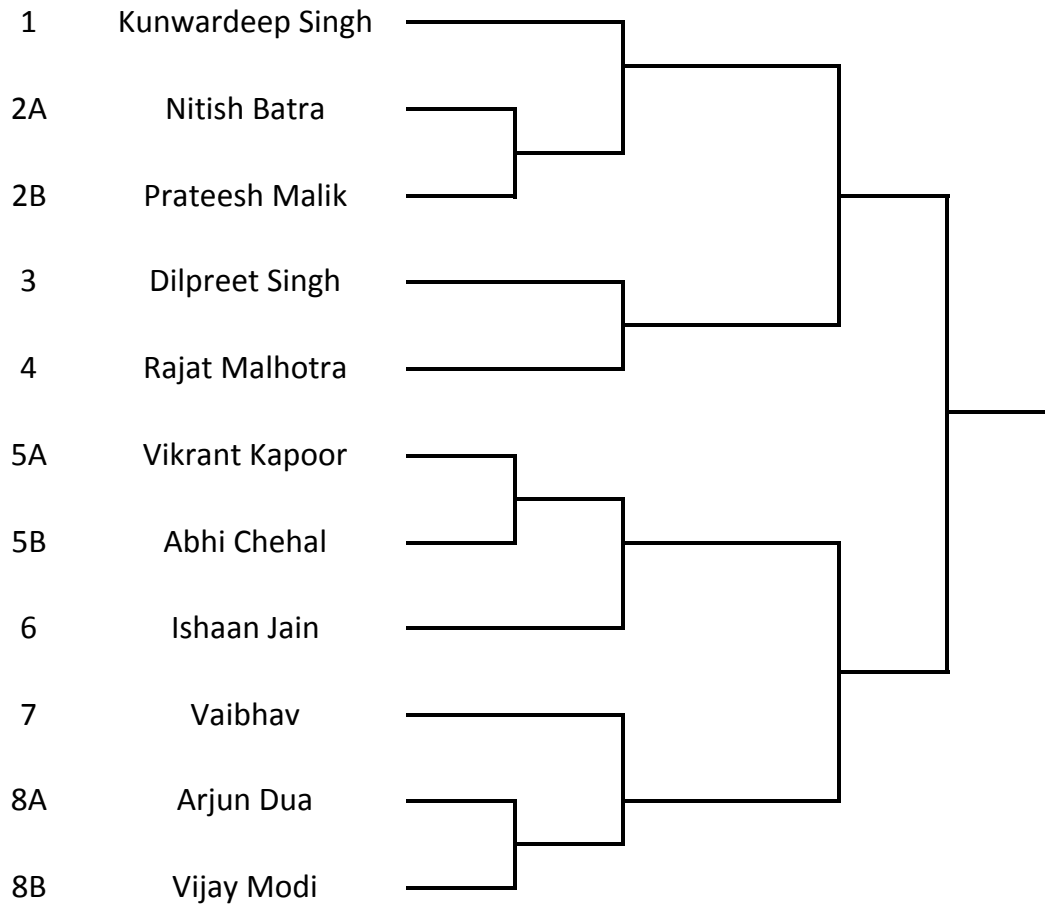 1 Kunwardeep Singh
2A Nitish Batra
2B Prateesh Malik
3 Dilpreet Singh
4 Rajat Malhotra
5A Vikrant Kapoor
5B Abhi Chehal
6 Ishaan Jain
7 Vaibhav
8A Arjun Dua
8B Vijay Modi